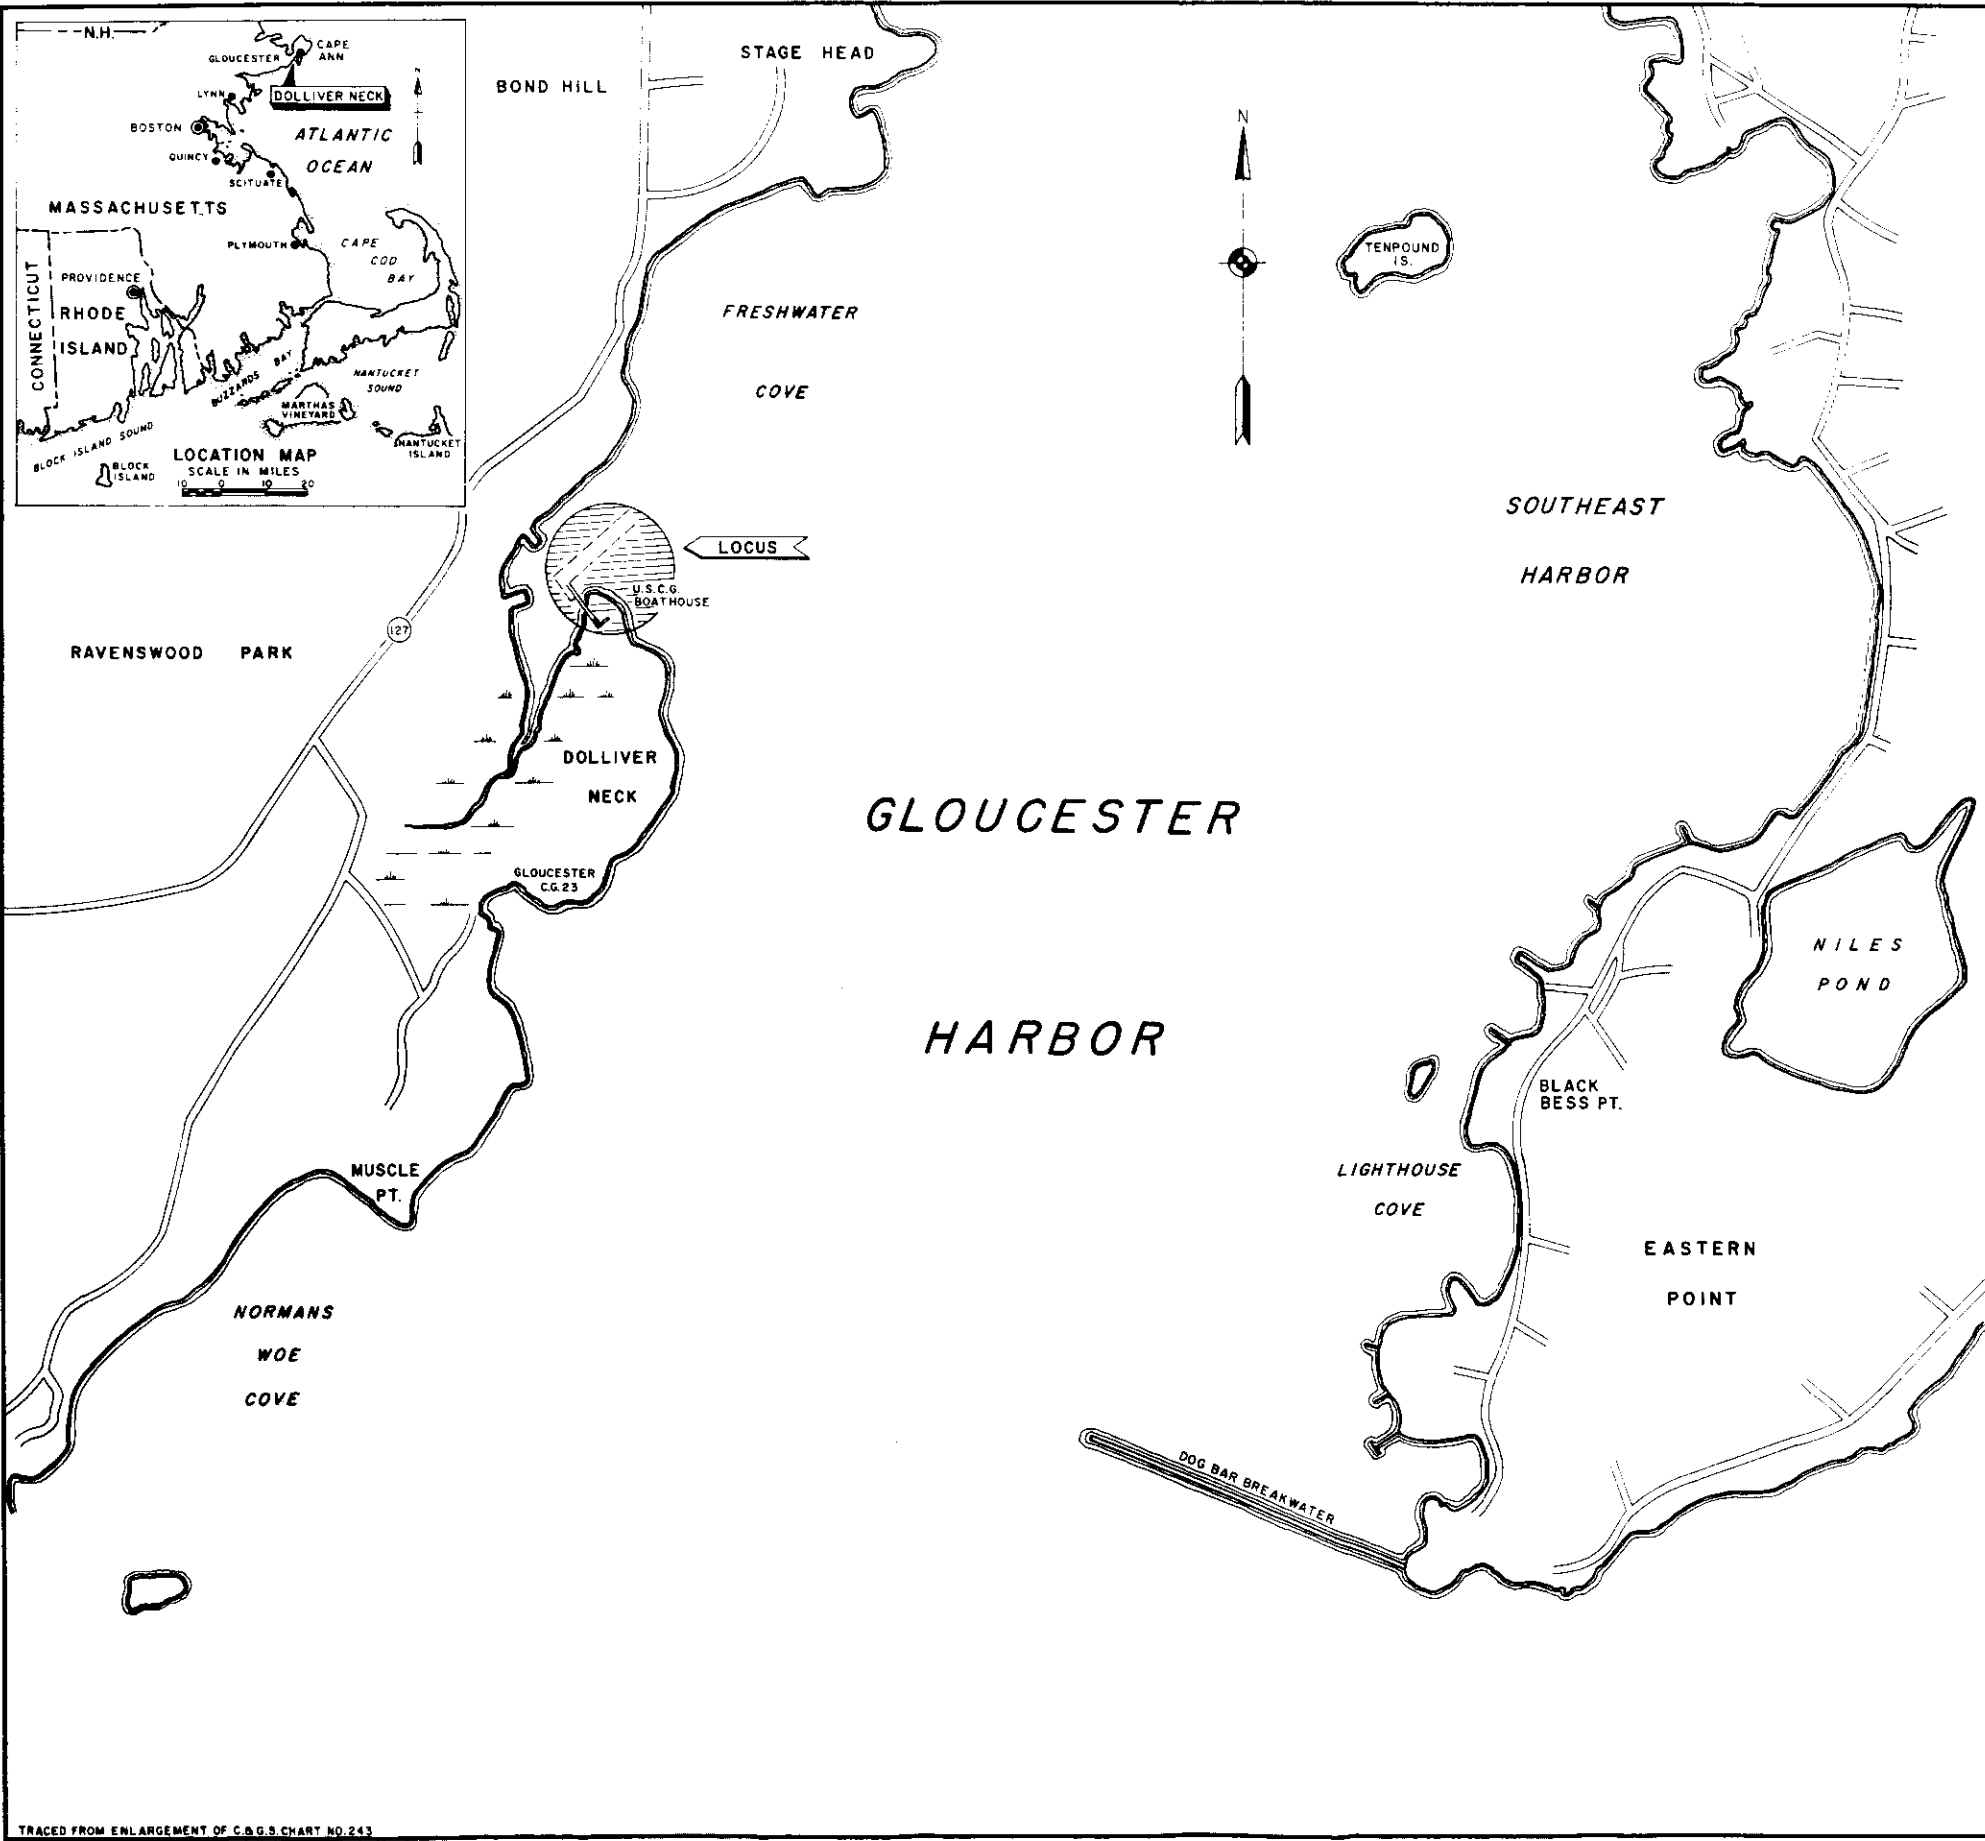 N.H.
CAPE
ANN
GLOUCESTER
N
LYNN
DOLLIVER NECK
BOSTON
ATLANTIC
OCEAN
QUINCY
SCITUATE
MASSACHUSETTS
PLYMOUTH
CAPE
COD
BAY
CONNECTICUT
PROVIDENCE
RHODE
ISLAND
BUZZARDS BAY
NANTUCKET
SOUND
MARTHAS
VINEYARD
NANTUCKET
ISLAND
BLOCK ISLAND SOUND
BLOCK
ISLAND
LOCATION MAP
SCALE IN MILES
10 0 10 20
BOND HILL
STAGE HEAD
N
TENPOUND
IS.
FRESHWATER
COVE
SOUTHEAST
HARBOR
LOCUS
U.S.C.G.
BOATHOUSE
127
RAVENSWOOD PARK
DOLLIVER
NECK
GLOUCESTER
C.G. 23
GLOUCESTER
HARBOR
NILES
POND
BLACK
BESS PT.
MUSCLE
PT.
LIGHTHOUSE
COVE
EASTERN
POINT
NORMANS
WOE
COVE
DOG BAR BREAKWATER
TRACED FROM ENLARGEMENT OF C.&G.S. CHART NO. 243